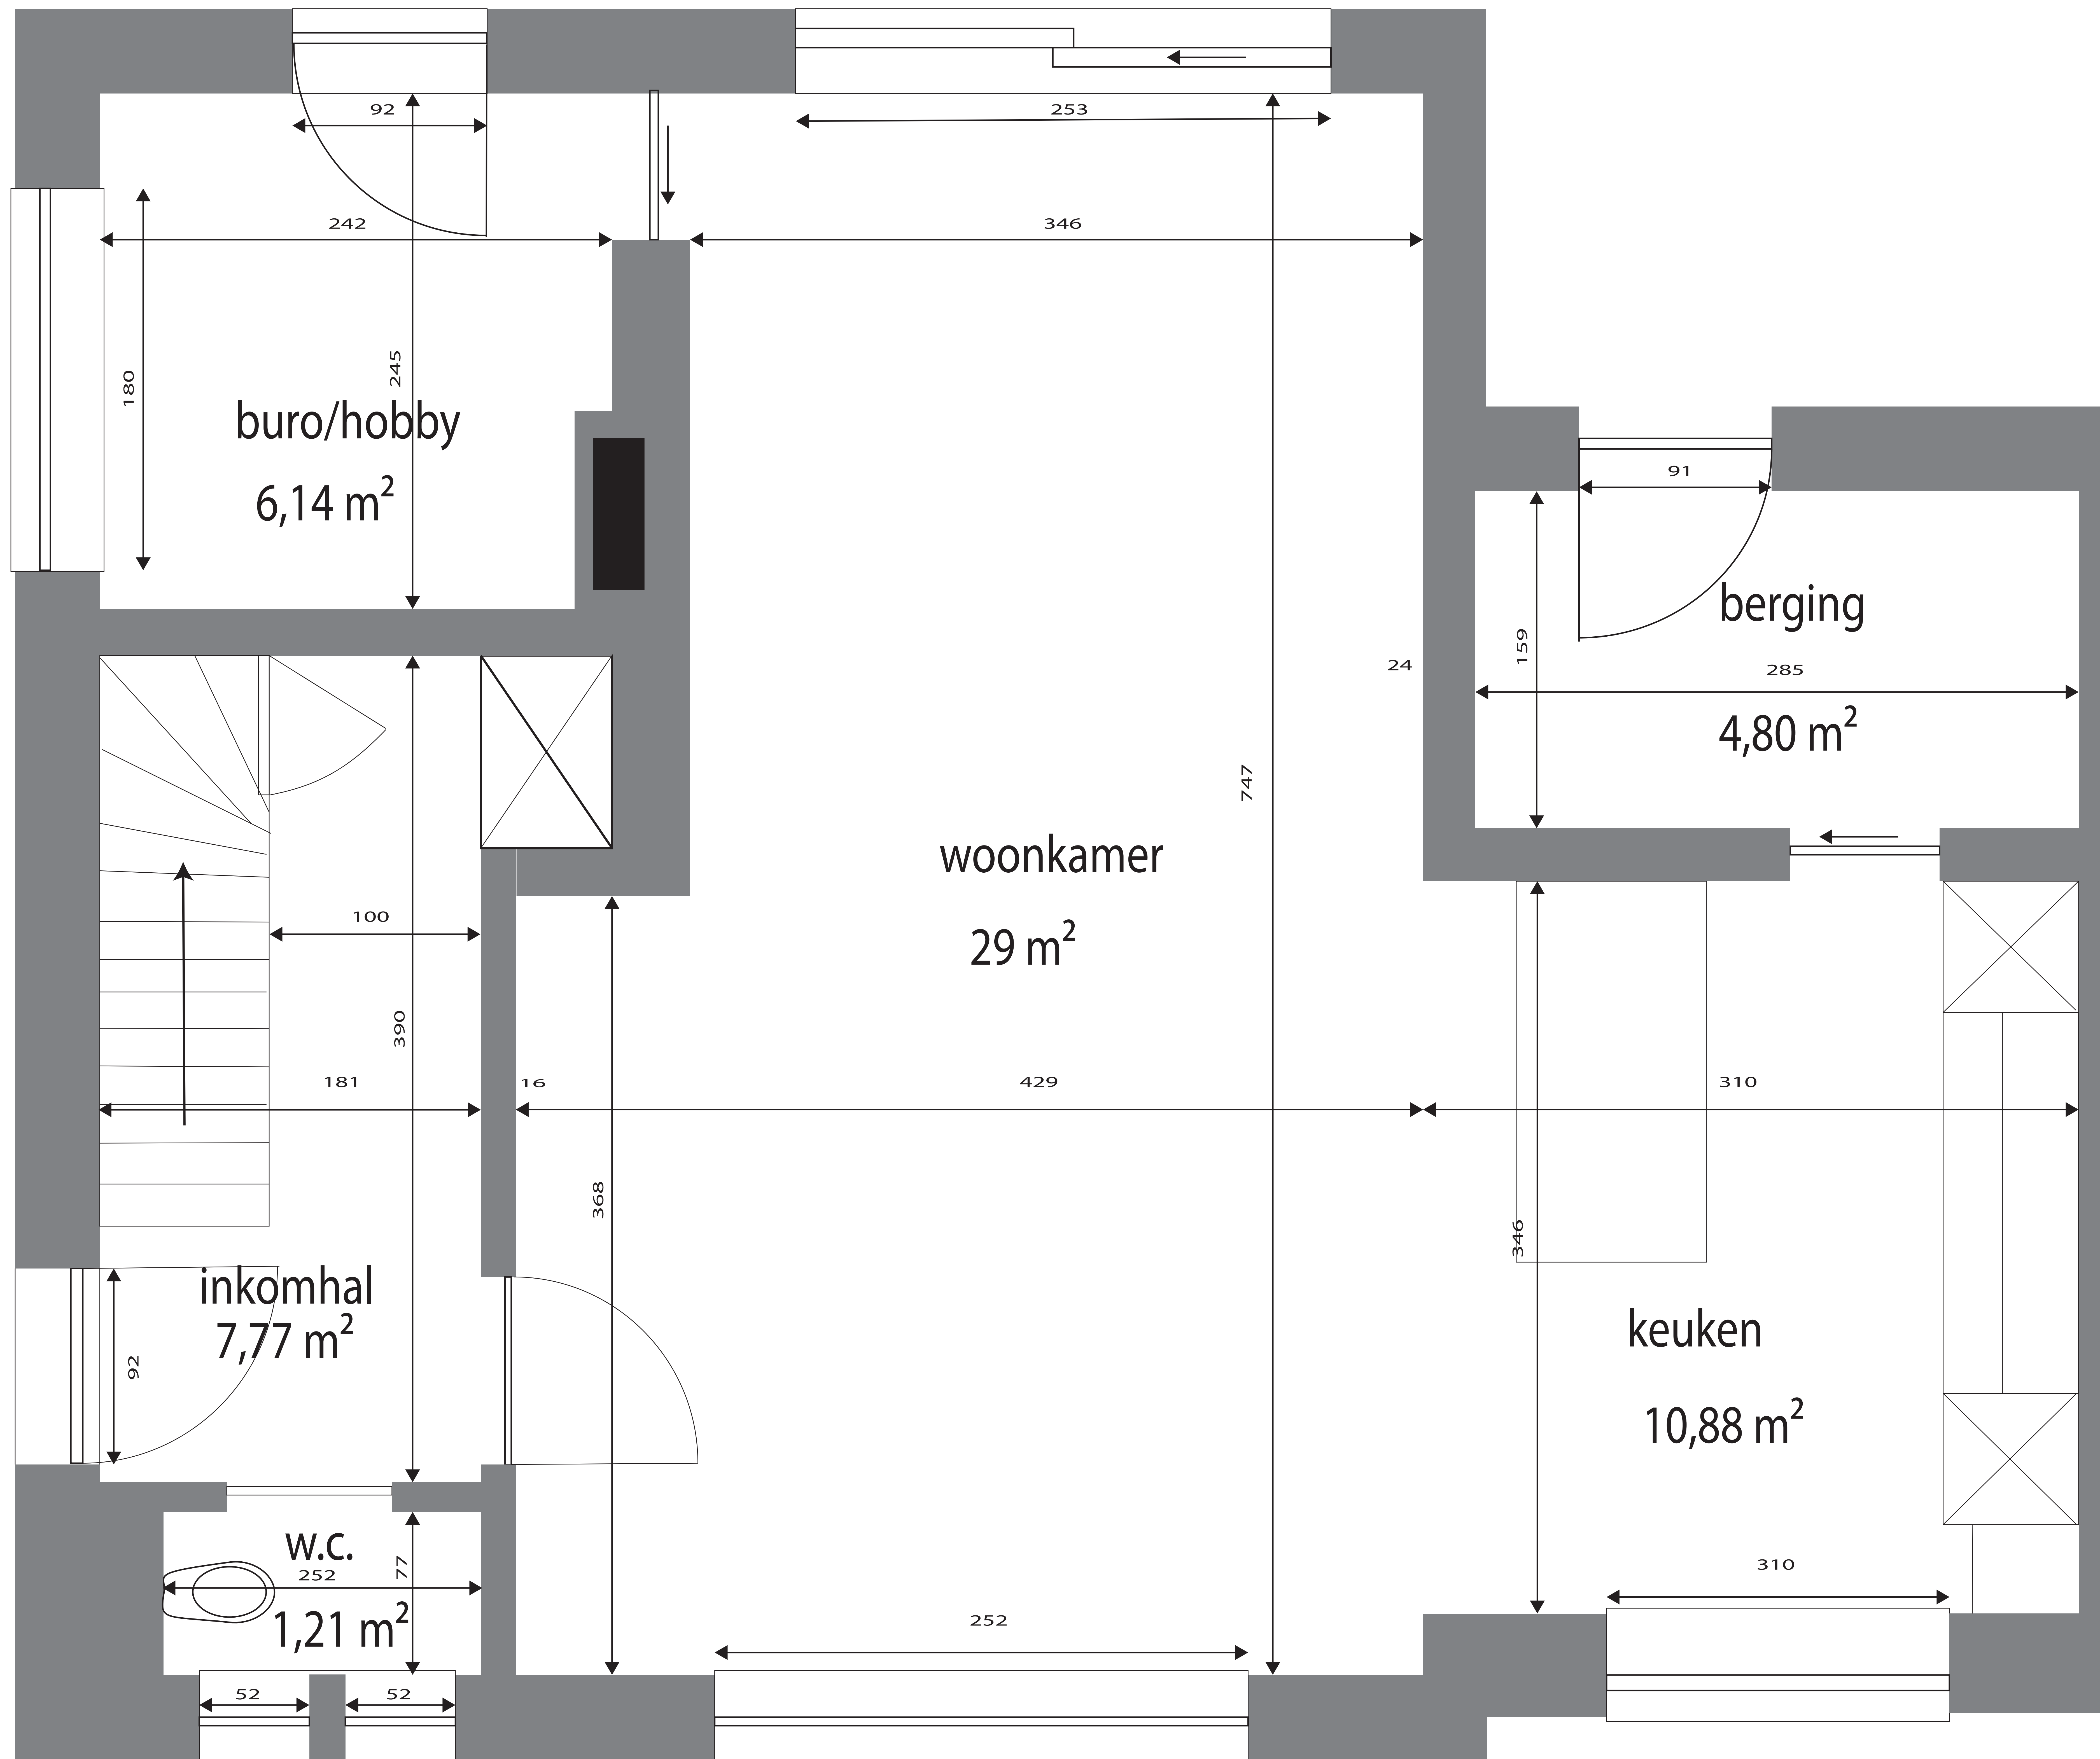 92
253
242
346
180
245
buro/hobby
6,14 m²
91
berging
159
285
24
4,80 m²
747
woonkamer
29 m²
100
390
181
16
429
310
368
346
inkomhal
7,77 m²
92
keuken
10,88 m²
w.c.
252
77
1,21 m²
310
252
52
52